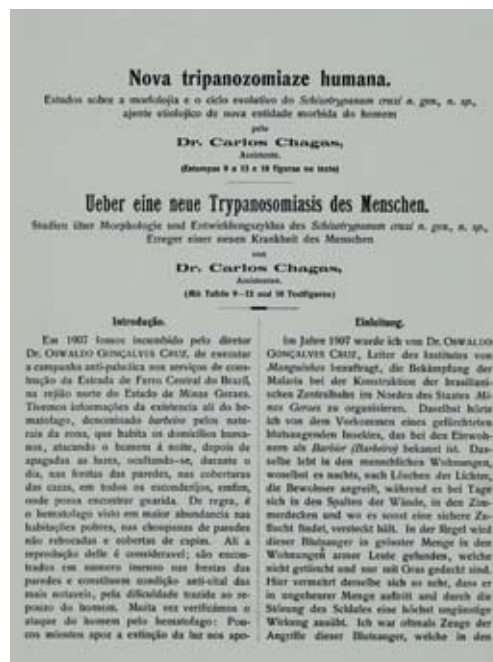 Nova tripanozomiaze humana.
Estudos sobre a morfolojia e o ciclo evolutivo do Schizotrypanum cruzi n. gen., n. sp.,
ajente etiolojico de nova entidade morbida do homem
pelo
Dr. Carlos Chagas,
Assistente.
(Estampas 9 a 13 e 10 figuras no texto)
Ueber eine neue Trypanosomiasis des Menschen.
Studien über Morphologie und Entwicklungszyklus des Schizotrypanum cruzi n. gen., n. sp.,
Erreger einer neuen Krankheit des Menschen
von
Dr. Carlos Chagas,
Assistenten.
(Mit Tafeln 9—13 und 10 Textfiguren)
Introdução.
Em 1907 fomos incumbido pelo diretor
Dr. OSWALDO GONÇALVES CRUZ, de executar
a campanha anti-paludica nos serviços de cons-
trução da Estrada de Ferro Central do Brazil,
na rejião norte do Estado de Minas Geraes.
Tivemos informações da existencia ali do he-
matofago, denominado barbeiro pelos natu-
rais da zona, que habita os domicilios huma-
nos, atacando o homem á noite, depois de
apagadas as luzes, ocultando-se, durante o
dia, nas frestas das paredes, nas coberturas
das cazas, em todos os esconderijos, emfim,
onde possa encontrar guarida. De regra, é
o hematofago visto em maior abundancia nas
habitações pobres, nas choupanas de paredes
não rebocadas e cobertas de capim. Ali a
reprodução delle é consideravel; são encon-
trados em numero imenso nas frestas das
paredes e constituem condição anti-vital das
mais notaveis, pela dificuldade trazida ao re-
pouzo do homem. Muita vez verificámos o
ataque do homem pelo hematofago: Pou-
cos minutos apoz a extinção da luz nos apo-
Einleitung.
Im Jahre 1907 wurde ich von Dr. OSWALDO
GONÇALVES CRUZ, Leiter des Institutes von
Manguinhos beauftragt, die Bekämpfung der
Malaria bei der Konstruktion der brasiliani-
schen Zentralbahn im Norden des Staates Mi-
nas Geraes zu organisieren. Daselbst hörte
ich von dem Vorkommen eines gefürchteten
blutsaugenden Insektes, das bei den Einwoh-
nern als Barbier (Barbeiro) bekannt ist. Das-
selbe lebt in den menschlichen Wohnungen,
woselbst es nachts, nach Löschen der Lichter,
die Bewohner angreift, während es bei Tage
sich in den Spalten der Wände, in den Zim-
merdecken und wo es sonst eine sichere Zu-
flucht findet, versteckt hält. In der Regel wird
dieser Blutsauger in grösster Menge in den
Wohnungen armer Leute gefunden, welche
nicht getüncht und nur mit Gras gedeckt sind.
Hier vermehrt derselbe sich so sehr, dass er
in ungeheurer Menge auftritt und durch die
Störung des Schlafes eine höchst ungünstige
Wirkung ausübt. Ich war oftmals Zeuge der
Angriffe dieser Blutsauger, welche in den